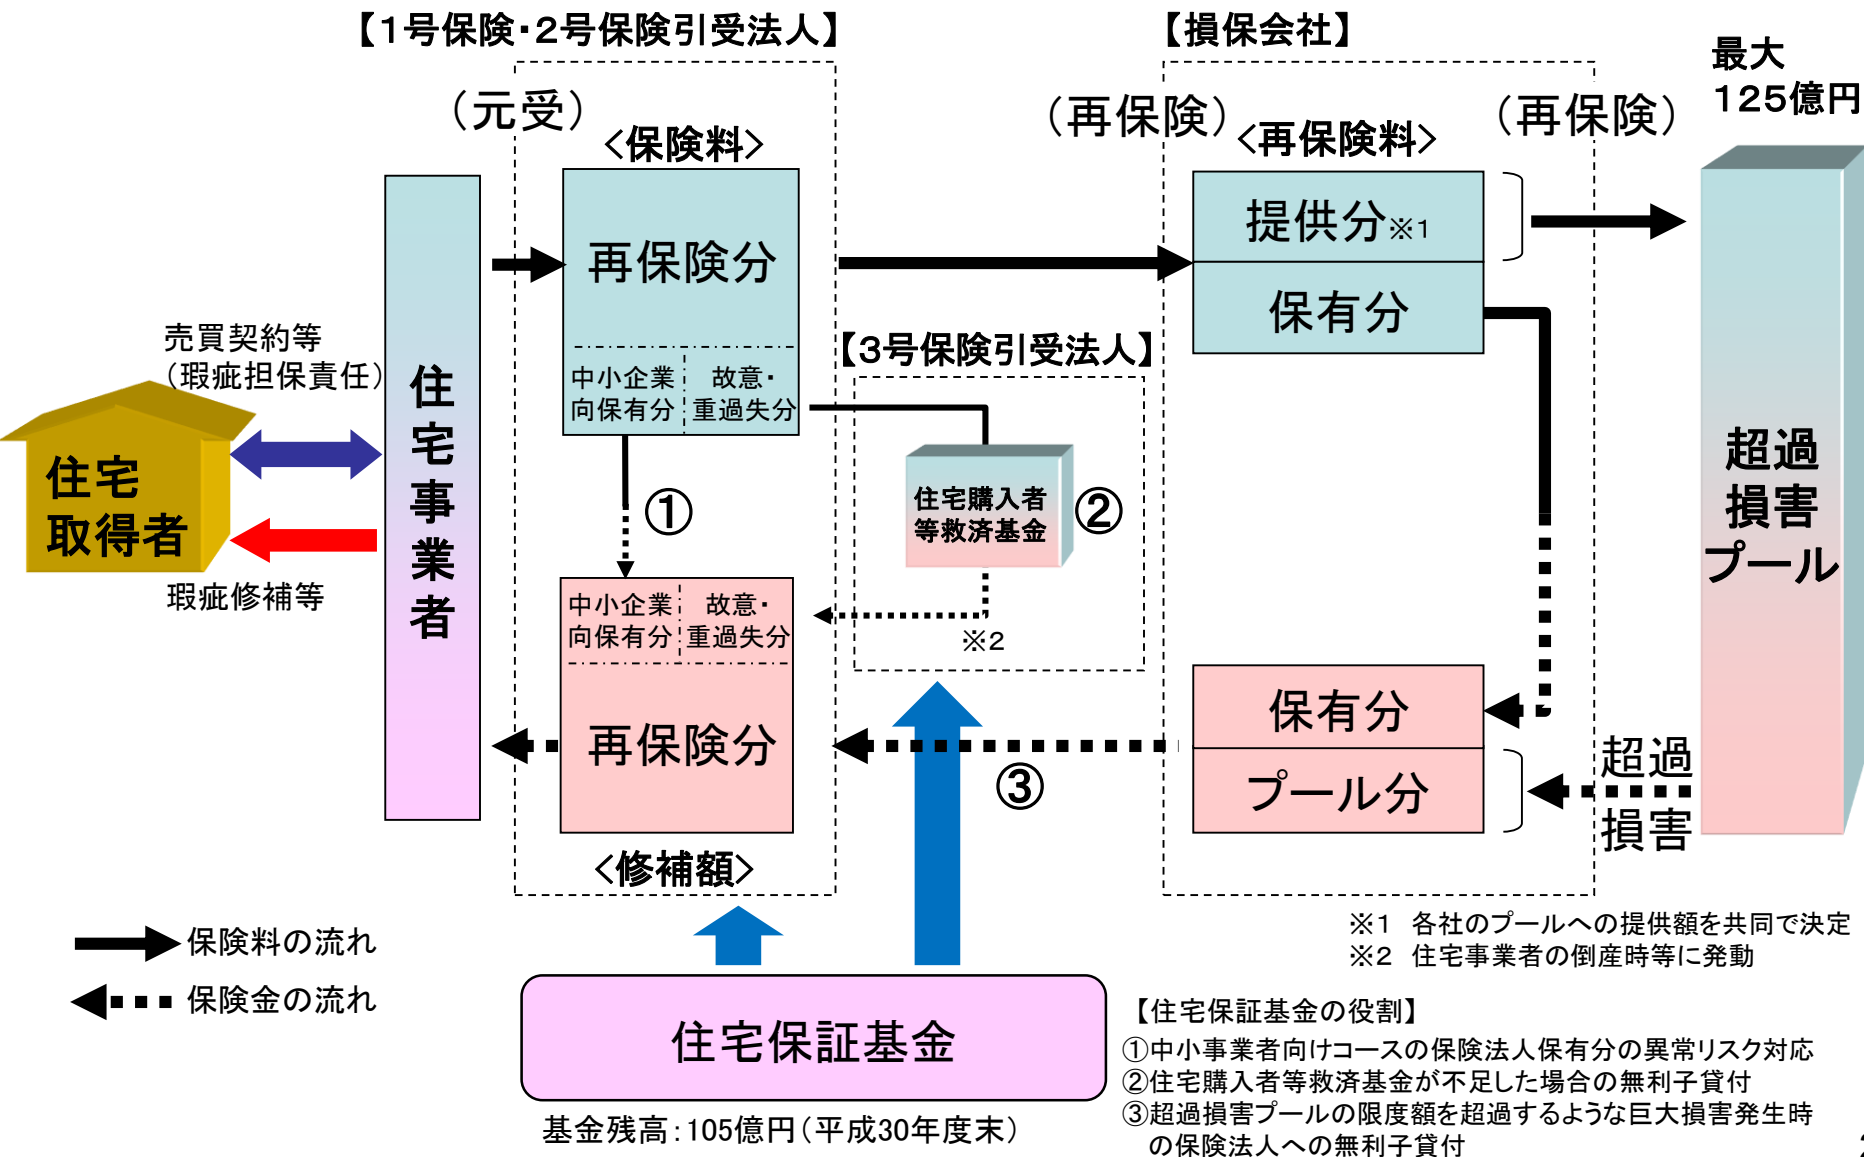 【1号保険・2号保険引受法人】
【損保会社】
最大
125億円
（元受）
（再保険）
（再保険）
<保険料>
<再保険料>
再保険分
提供分※1
保有分
中小企業
向保有分
故意・
重過失分
【3号保険引受法人】
売買契約等
（瑕疵担保責任）
住宅
取得者
瑕疵修補等
住宅事業者
①
住宅購入者
等救済基金
②
※2
超過
損害
プール
中小企業
向保有分
故意・
重過失分
再保険分
<修補額>
③
保有分
プール分
超過
損害
保険料の流れ
保険金の流れ
※1 各社のプールへの提供額を共同で決定
※2 住宅事業者の倒産時等に発動
住宅保証基金
基金残高：105億円（平成30年度末）
【住宅保証基金の役割】
①中小事業者向けコースの保険法人保有分の異常リスク対応
②住宅購入者等救済基金が不足した場合の無利子貸付
③超過損害プールの限度額を超過するような巨大損害発生時
の保険法人への無利子貸付